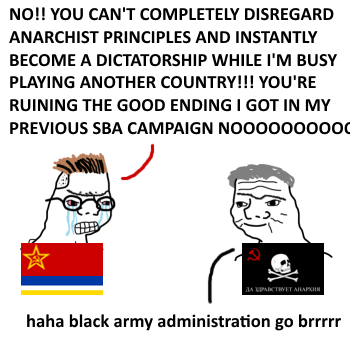 NO!! YOU CAN'T COMPLETELY DISREGARD
ANARCHIST PRINCIPLES AND INSTANTLY
BECOME A DICTATORSHIP WHILE I'M BUSY
PLAYING ANOTHER COUNTRY!!! YOU'RE
RUINING THE GOOD ENDING I GOT IN MY
PREVIOUS SBA CAMPAIGN NOOOOOOOOOO
ДА ЗДРАВСТВУЕТ АНАРХИЯ
haha black army administration go brrrrr